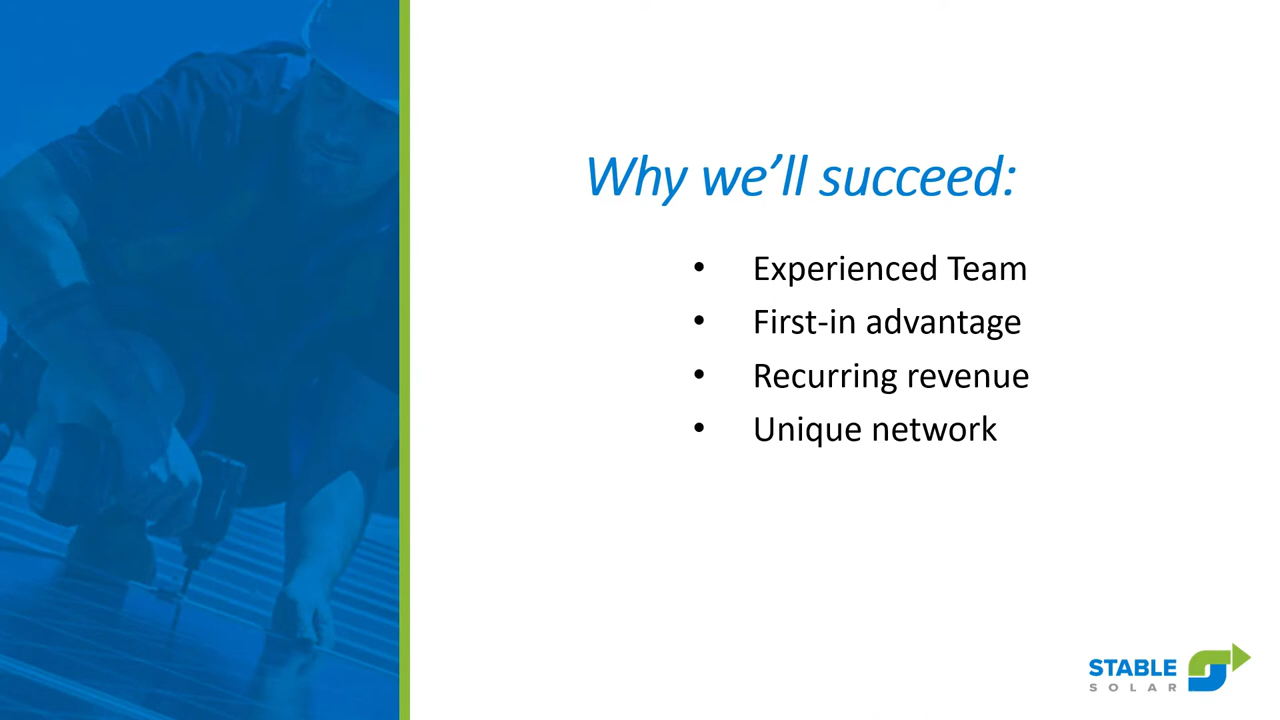 Why we’ll succeed:
• Experienced Team
• First-in advantage
• Recurring revenue
• Unique network
STABLE
SOLAR